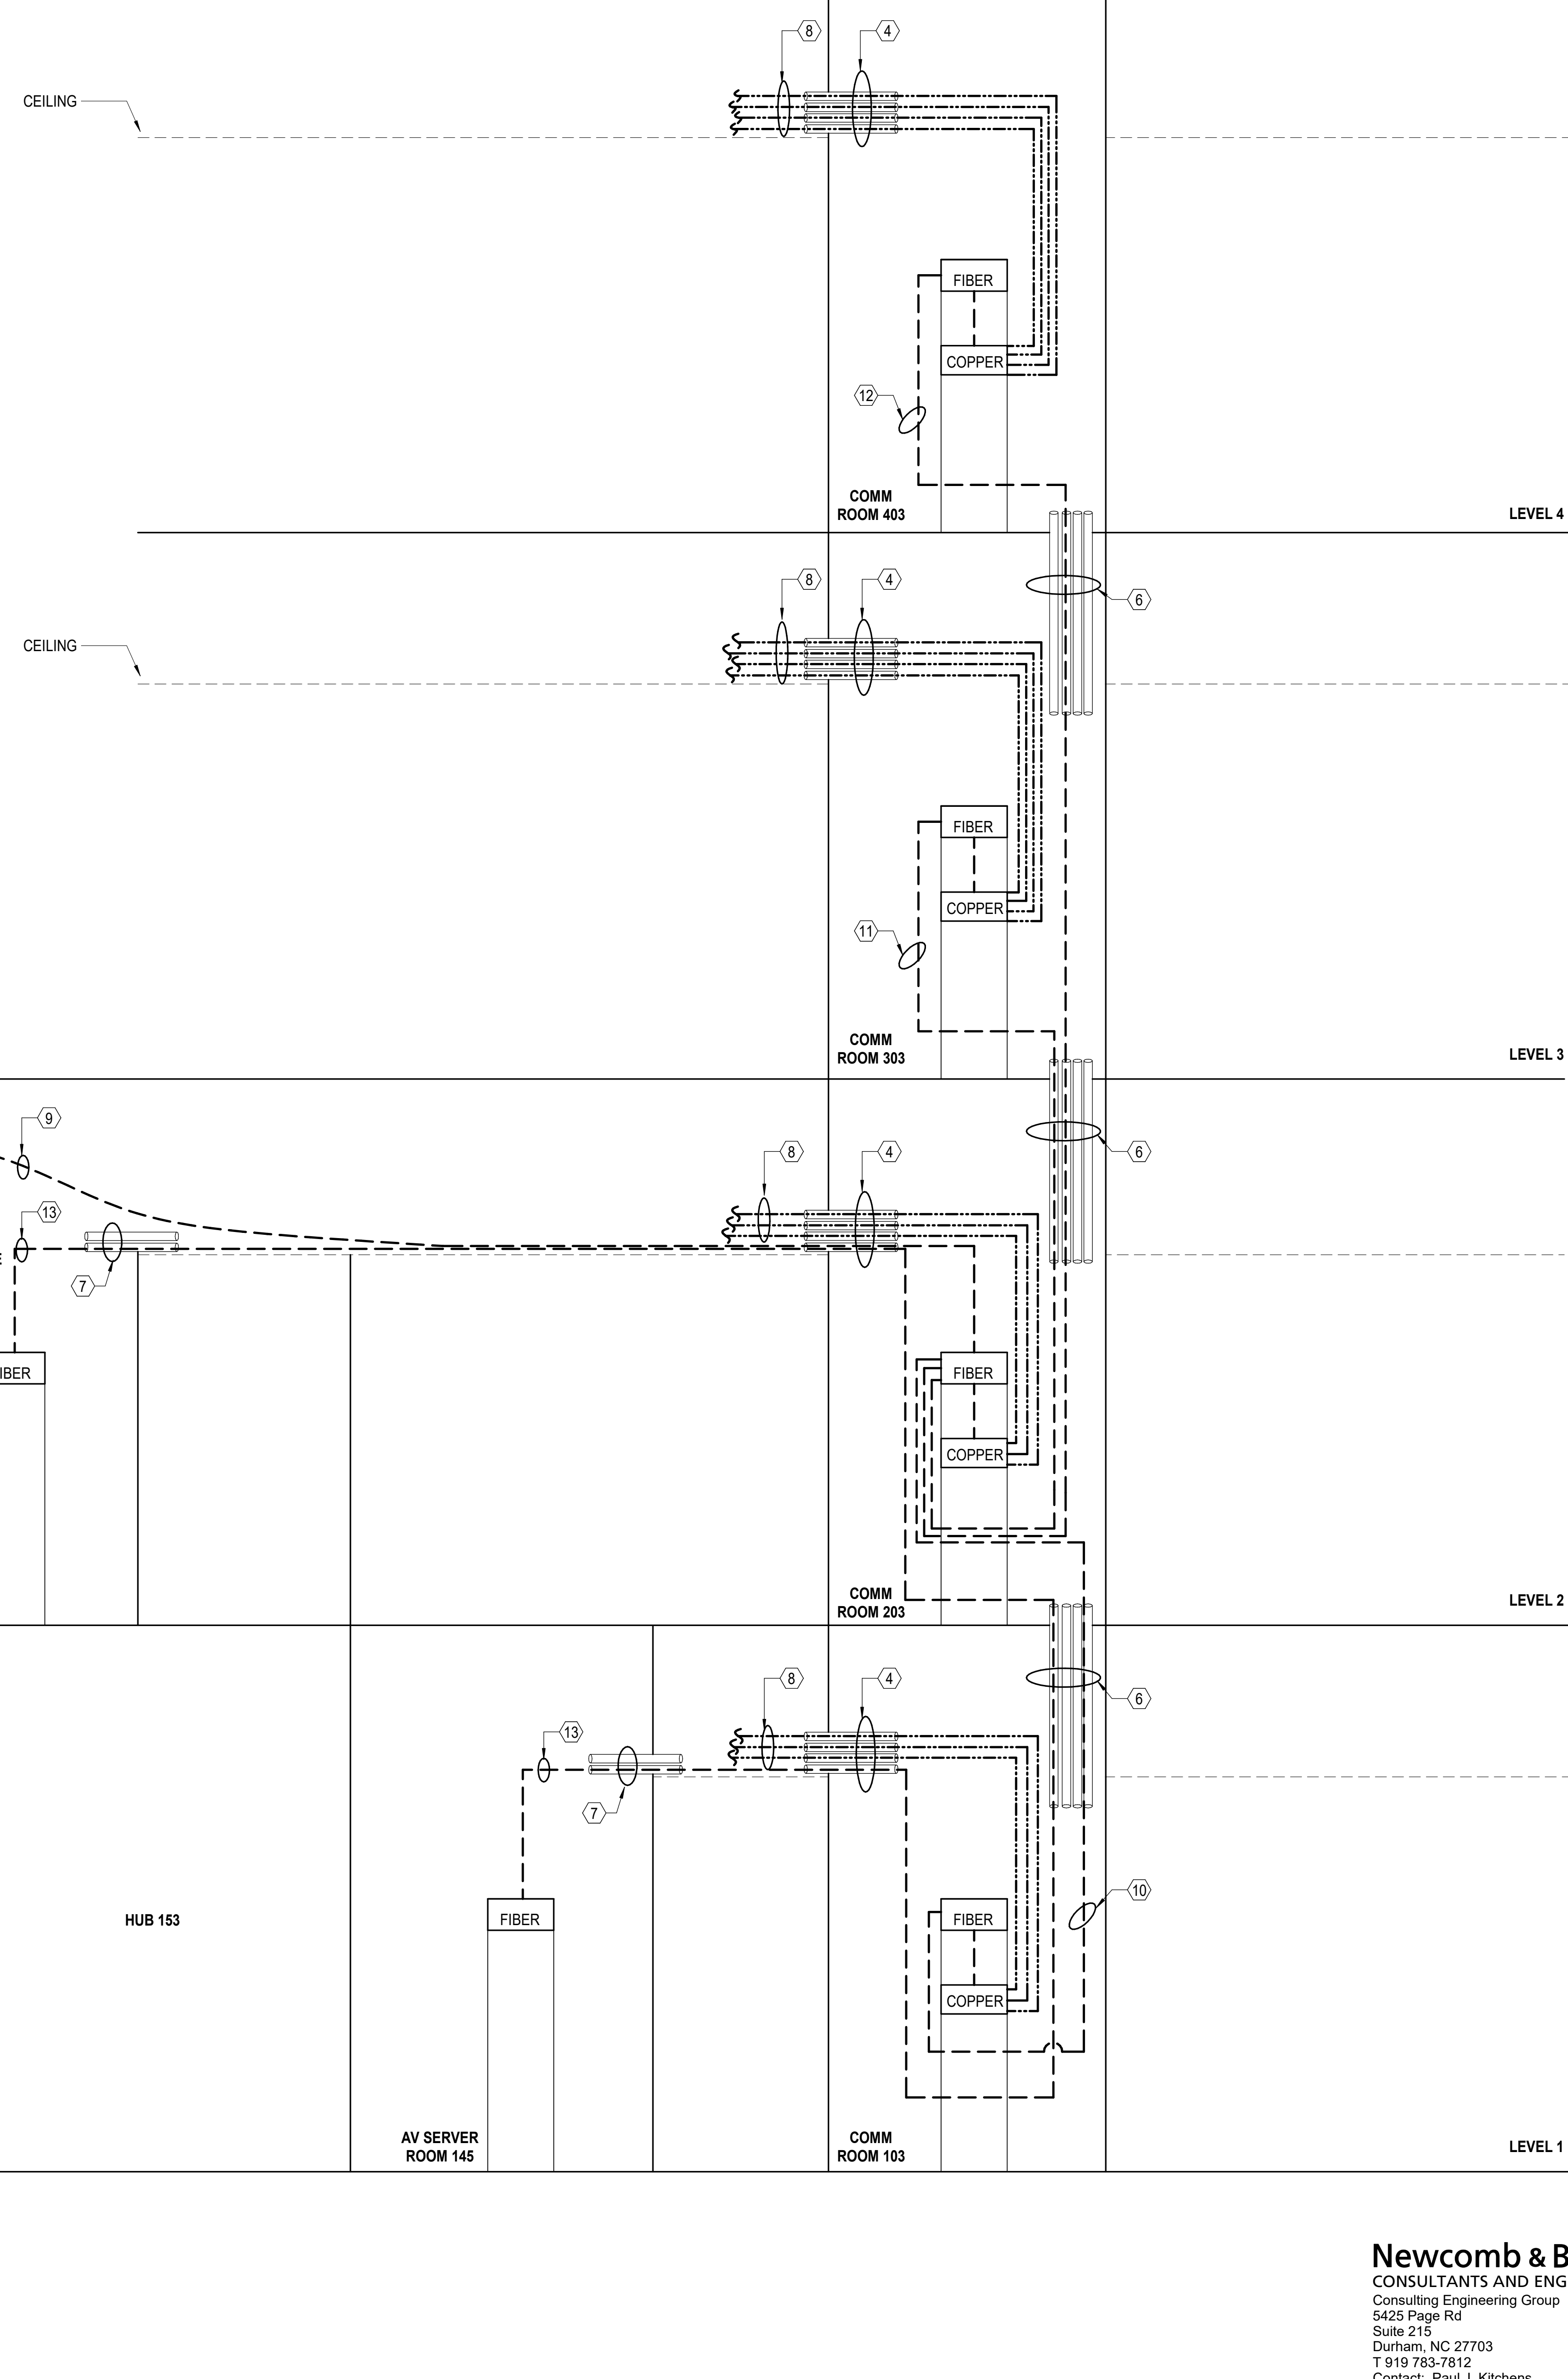 8
4
CEILING
FIBER
COPPER
12
COMM
ROOM 403
LEVEL 4
8
4
6
CEILING
FIBER
COPPER
11
COMM
ROOM 303
LEVEL 3
9
8
4
6
13
7
IBER
FIBER
COPPER
COMM
ROOM 203
LEVEL 2
8
4
6
13
7
10
HUB 153
FIBER
FIBER
COPPER
AV SERVER
ROOM 145
COMM
ROOM 103
LEVEL 1
Newcomb & B
CONSULTANTS AND ENG
Consulting Engineering Group
5425 Page Rd
Suite 215
Durham, NC 27703
T 919 783-7812
Contact: Paul J. Kitchens